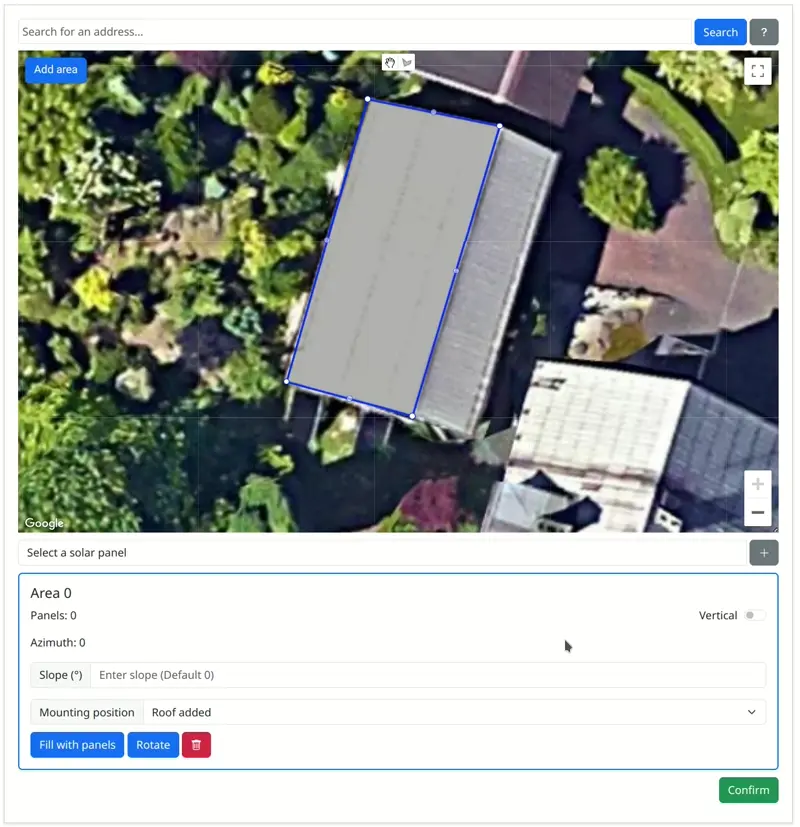 Search for an address...
Search
?
Add area
Google
Select a solar panel
Area 0
Panels: 0
Vertical
Azimuth: 0
Slope (°)
Enter slope (Default 0)
Mounting position
Roof added
Fill with panels
Rotate
Confirm